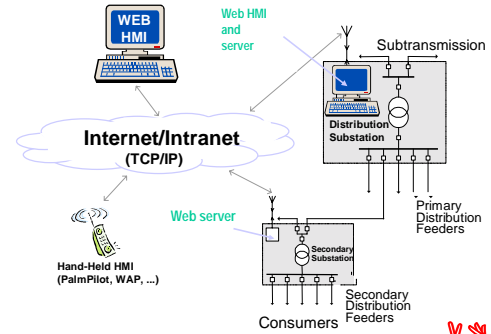 WEB
HMI
Web HMI
and
server
Subtransmission
Distribution
Substation
Internet/Intranet
(TCP/IP)
Primary
Distribution
Feeders
Web server
Hand-Held HMI
(PalmPilot, WAP, ...)
Secondary
Substation
Secondary
Distribution
Feeders
Consumers